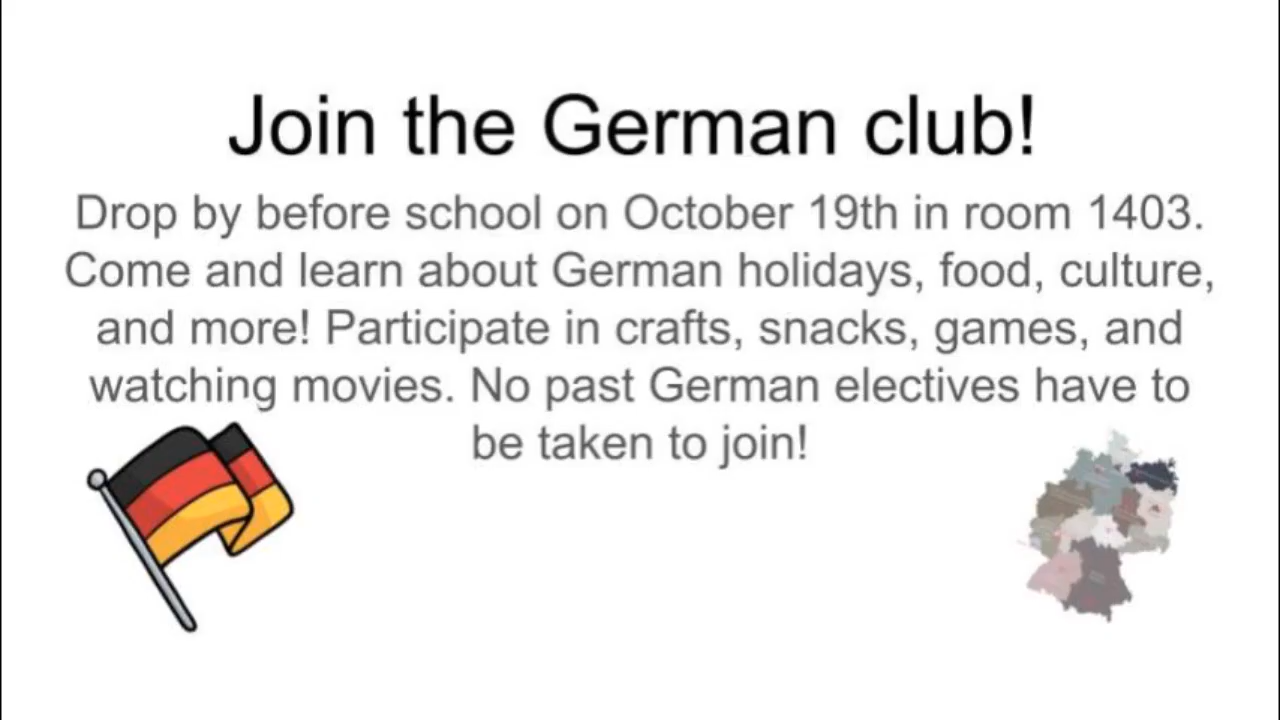 Join the German club!
Drop by before school on October 19th in room 1403.
Come and learn about German holidays, food, culture,
and more! Participate in crafts, snacks, games, and
watching movies. No past German electives have to
be taken to join!